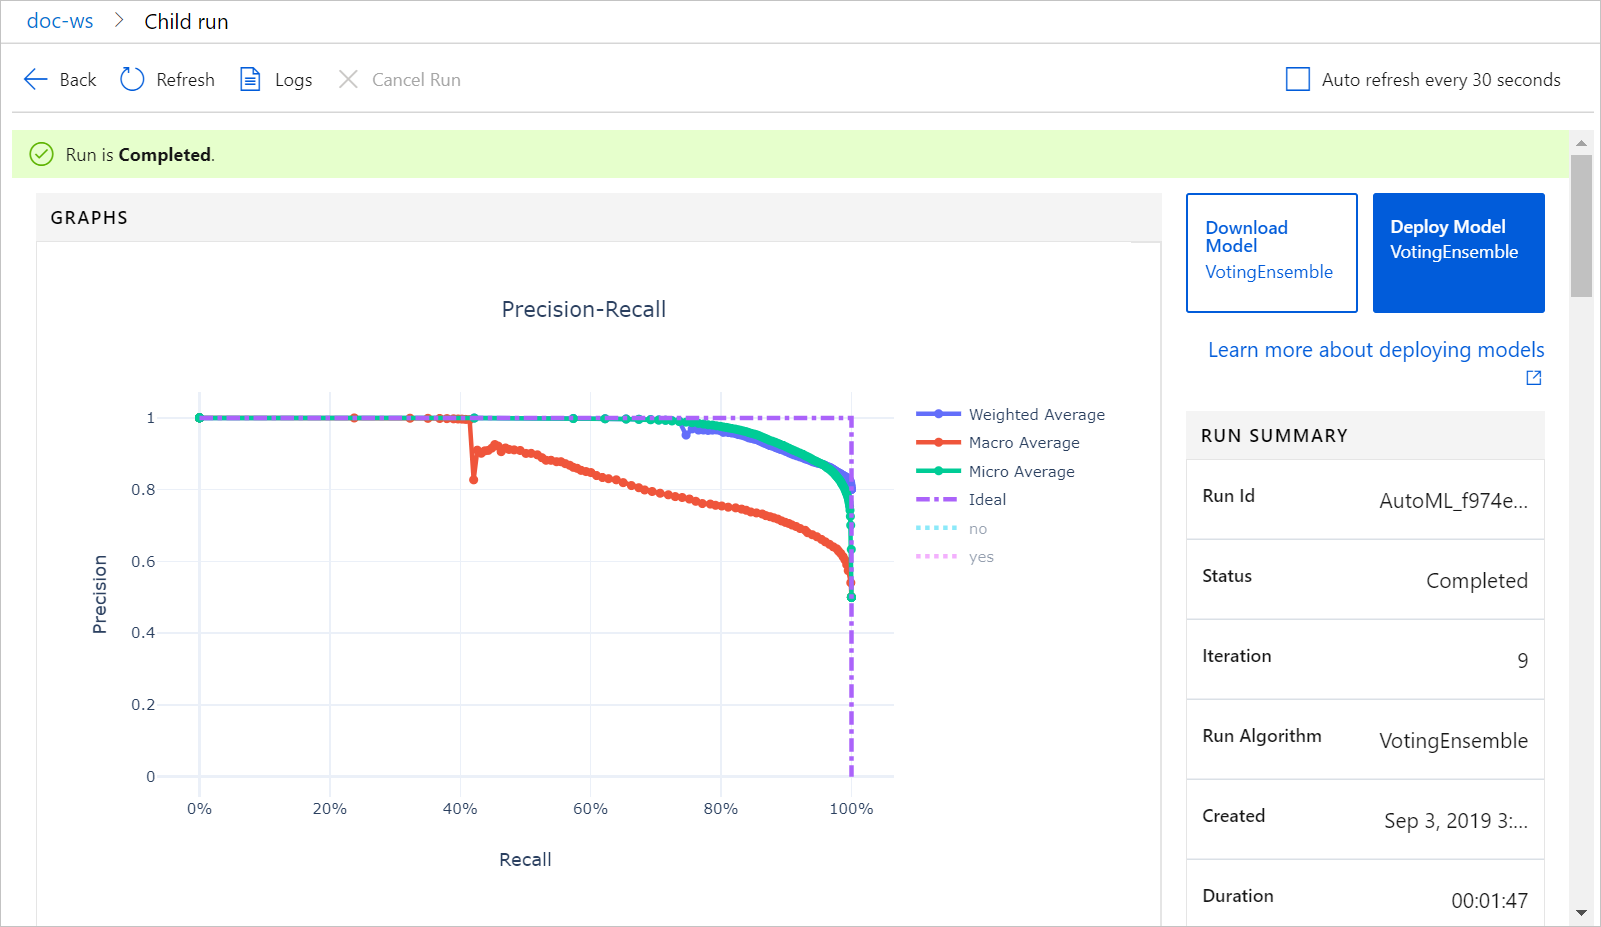 doc-ws > Child run
Back Refresh Logs Cancel Run Auto refresh every 30 seconds
Run is Completed.
GRAPHS
Precision-Recall
1
0.8
0.6
0.4
0.2
0
Precision
0% 20% 40% 60% 80% 100%
Recall
Weighted Average
Macro Average
Micro Average
Ideal
no
yes
Download
Model
VotingEnsemble
Deploy Model
VotingEnsemble
Learn more about deploying models
RUN SUMMARY
Run Id AutoML_f974e...
Status Completed
Iteration 9
Run Algorithm VotingEnsemble
Created Sep 3, 2019 3:...
Duration 00:01:47